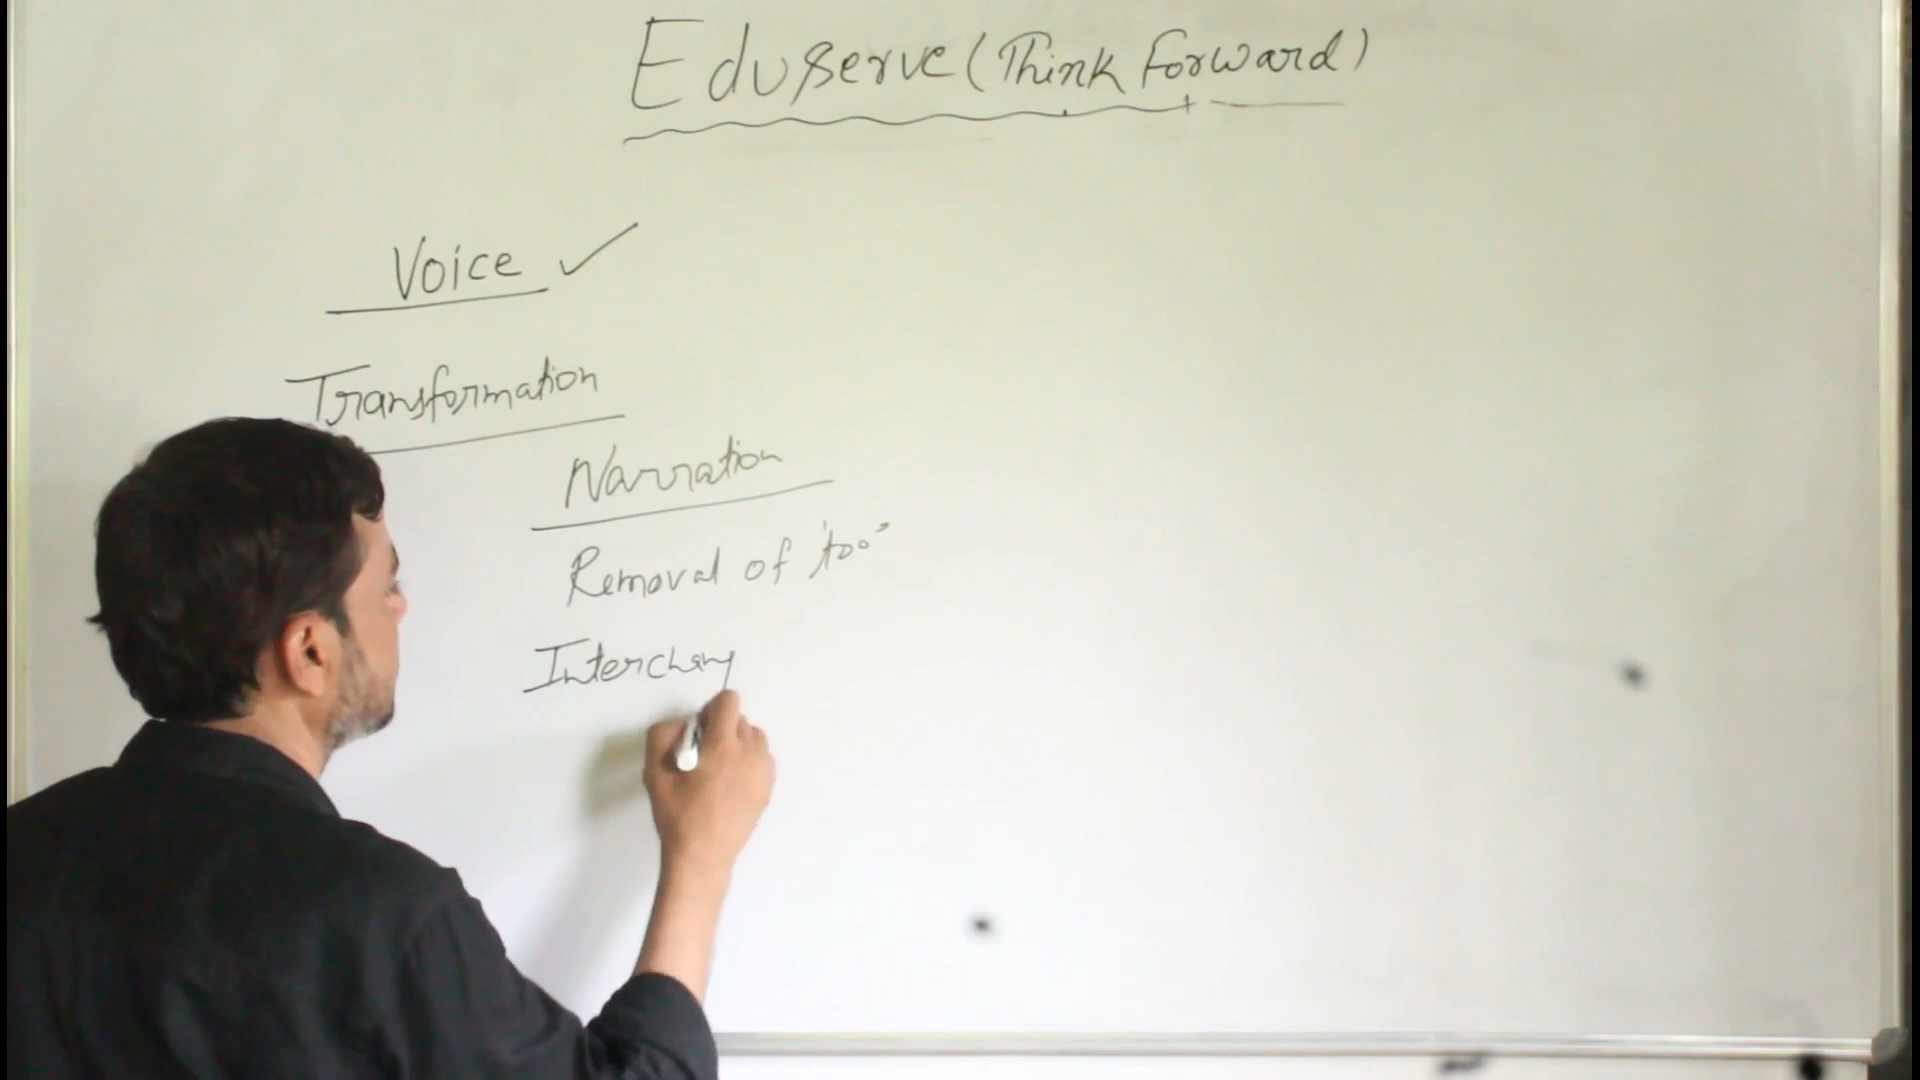 Eduserve (Think Forward)
Voice ✓
Transformation
Narration
Removal of 'too'
Interchang